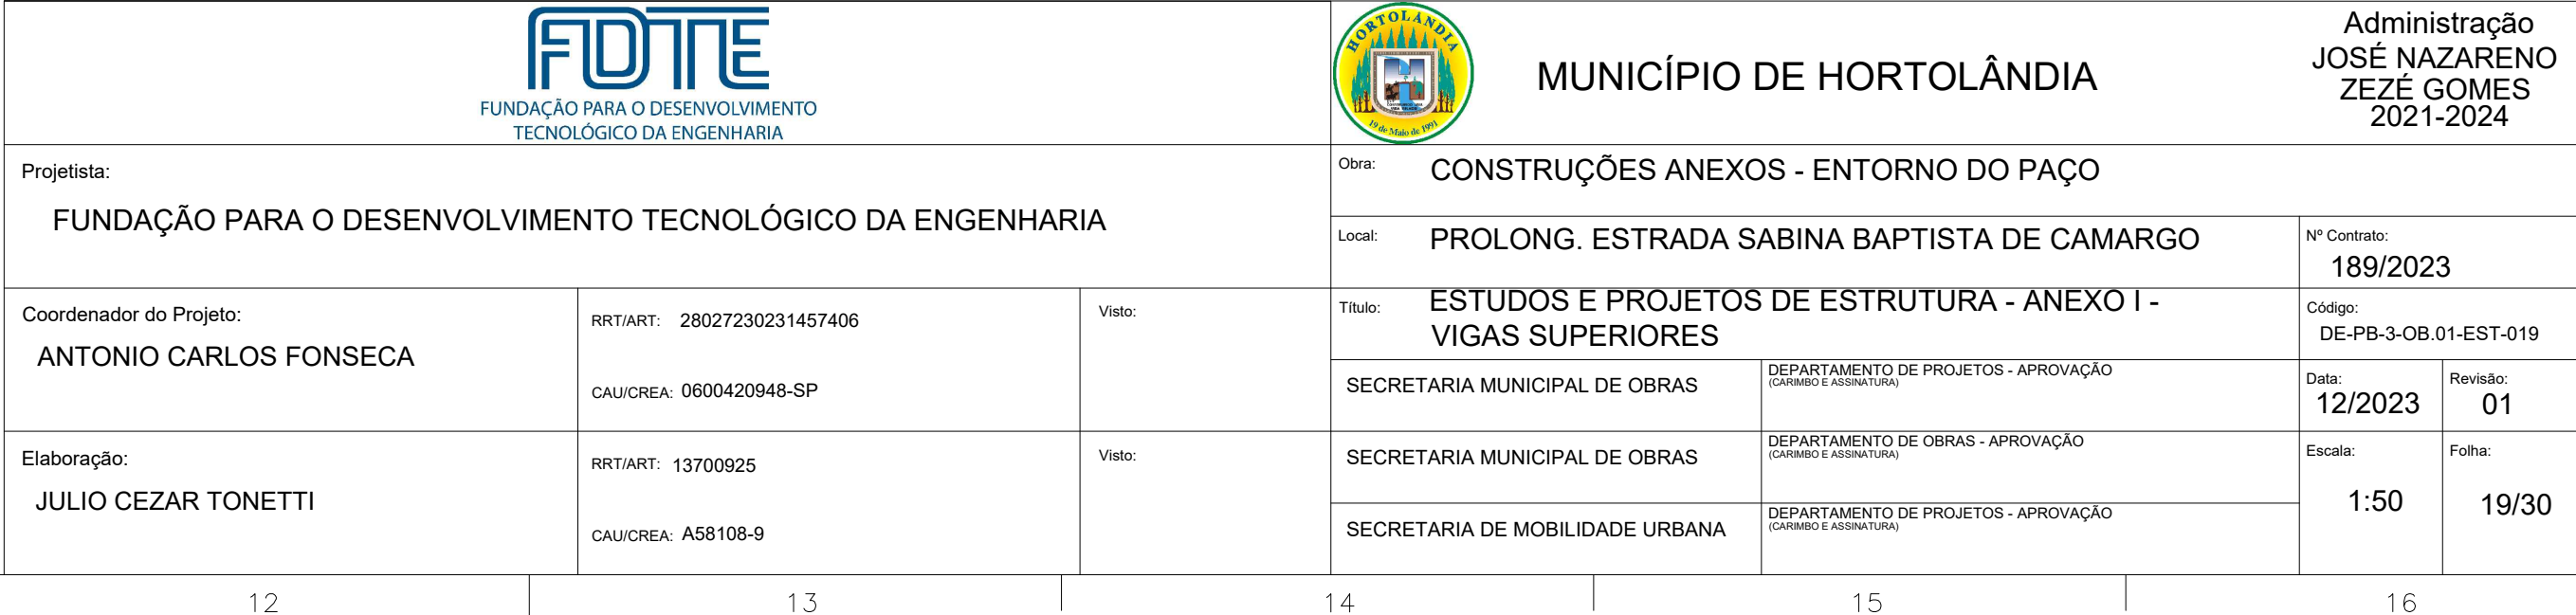 FDTE
FUNDAÇÃO PARA O DESENVOLVIMENTO
TECNOLÓGICO DA ENGENHARIA
HORTOLANDIA
19 de Maio de 1991
MUNICÍPIO DE HORTOLÂNDIA
Administração
JOSÉ NAZARENO
ZEZÉ GOMES
2021-2024
Projetista:
FUNDAÇÃO PARA O DESENVOLVIMENTO TECNOLÓGICO DA ENGENHARIA
Obra: CONSTRUÇÕES ANEXOS - ENTORNO DO PAÇO
Local: PROLONG. ESTRADA SABINA BAPTISTA DE CAMARGO
Nº Contrato:
189/2023
Coordenador do Projeto:
ANTONIO CARLOS FONSECA
RRT/ART: 28027230231457406
CAU/CREA: 0600420948-SP
Visto:
Título: ESTUDOS E PROJETOS DE ESTRUTURA - ANEXO I -
VIGAS SUPERIORES
Código:
DE-PB-3-OB.01-EST-019
SECRETARIA MUNICIPAL DE OBRAS
DEPARTAMENTO DE PROJETOS - APROVAÇÃO
(CARIMBO E ASSINATURA)
Data:
12/2023
Revisão:
01
Elaboração:
JULIO CEZAR TONETTI
RRT/ART: 13700925
CAU/CREA: A58108-9
Visto:
SECRETARIA MUNICIPAL DE OBRAS
DEPARTAMENTO DE OBRAS - APROVAÇÃO
(CARIMBO E ASSINATURA)
SECRETARIA DE MOBILIDADE URBANA
DEPARTAMENTO DE PROJETOS - APROVAÇÃO
(CARIMBO E ASSINATURA)
Escala:
1:50
Folha:
19/30
12 13 14 15 16